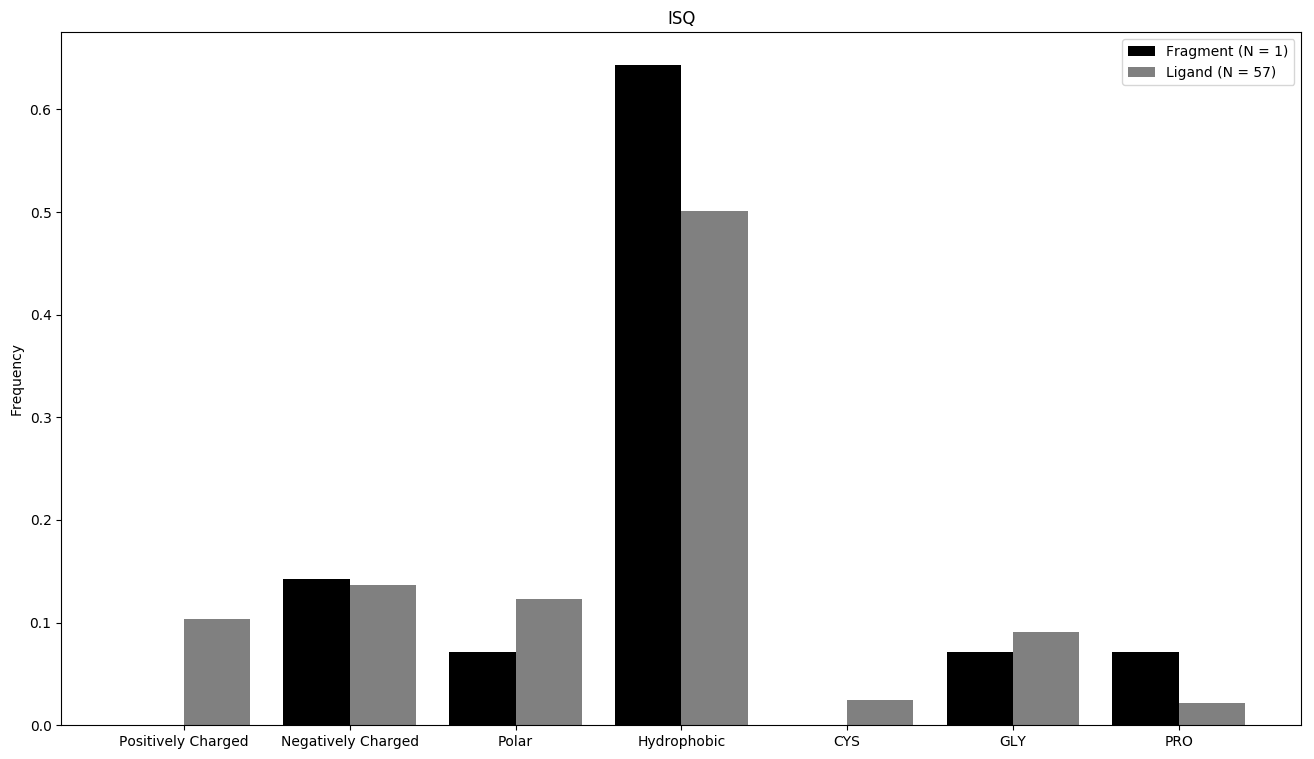 ISQ
Fragment (N = 1)
Ligand (N = 57)
Frequency
0.6
0.5
0.4
0.3
0.2
0.1
0.0
Positively Charged Negatively Charged Polar Hydrophobic CYS GLY PRO